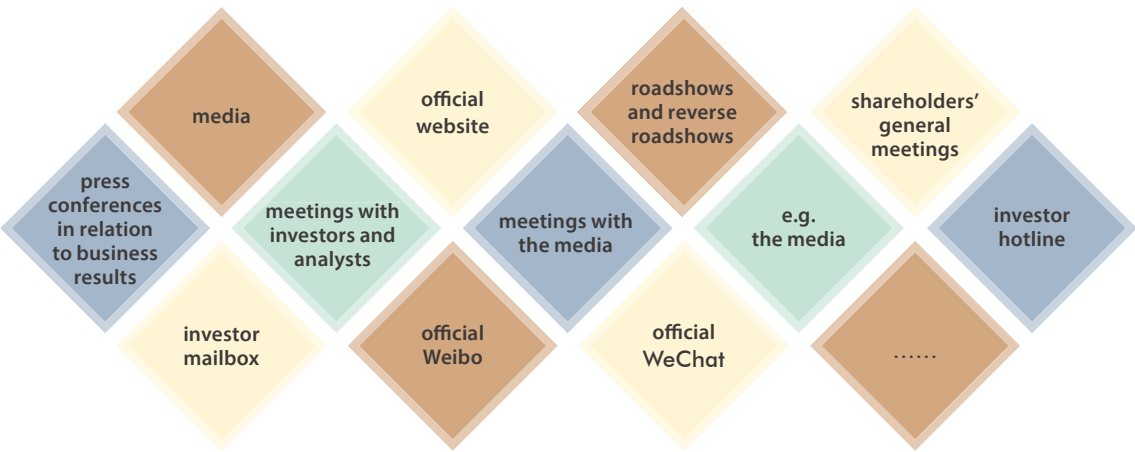 media
official
website
roadshows
and reverse
roadshows
shareholders’
general
meetings
press
conferences
in relation
to business
results
meetings with
investors and
analysts
meetings with
the media
e.g.
the media
investor
hotline
investor
mailbox
official
Weibo
official
WeChat
……